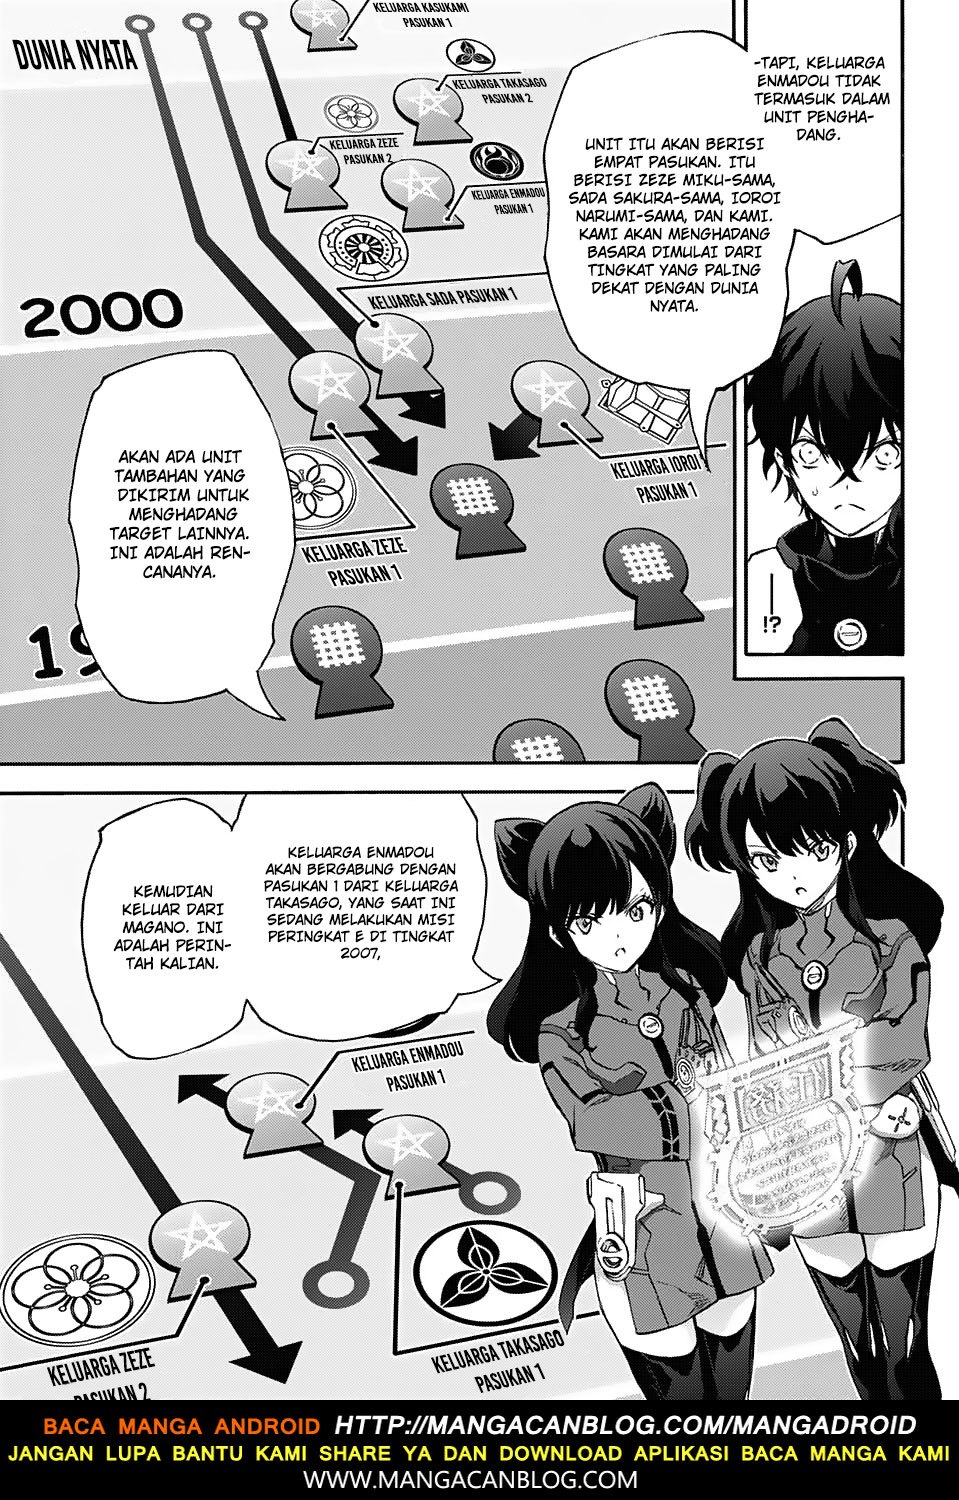 -TAPI, KELUARGA
ENMADOU TIDAK
TERMASUK DALAM
UNIT PENGHA-
DANG.
UNIT ITU AKAN BERISI
EMPAT PASUKAN. ITU
BERISI ZEZE MIKU-SAMA,
SADA SAKURA-SAMA, IOROI
NARUMI-SAMA, DAN KAMI.
KAMI AKAN MENGHADANG
BASARA DIMULAI DARI
TINGKAT YANG PALING
DEKAT DENGAN DUNIA
NYATA.
!?
DUNIA NYATA
KELUARGA KASUKAMI
PASUKAN 1
KELUARGA TAKASAGO
PASUKAN 2
KELUARGA ZEZE
PASUKAN 2
KELUARGA ENMADOU
PASUKAN 1
KELUARGA SADA PASUKAN 1
2000
KELUARGA IOROI
PASUKAN 1
KELUARGA ZEZE
PASUKAN 1
AKAN ADA UNIT
TAMBAHAN YANG
DIKIRIM UNTUK
MENGHADANG
TARGET LAINNYA.
INI ADALAH REN-
CANANYA.
19
KELUARGA ENMADOU
AKAN BERGABUNG DENGAN
PASUKAN 1 DARI KELUARGA
TAKASAGO, YANG SAAT INI
SEDANG MELAKUKAN MISI
PERINGKAT E DI TINGKAT
2007,
KEMUDIAN
KELUAR DARI
MAGANO. INI
ADALAH PERIN-
TAH KALIAN.
KELUARGA ENMADOU
PASUKAN 1
KELUARGA TAKASAGO
PASUKAN 1
KELUARGA ZEZE
PASUKAN 2
BACA MANGA ANDROID HTTP://MANGACANBLOG.COM/MANGADROID
JANGAN LUPA BANTU KAMI SHARE YA DAN DOWNLOAD APLIKASI BACA MANGA KAMI
WWW.MANGACANBLOG.COM